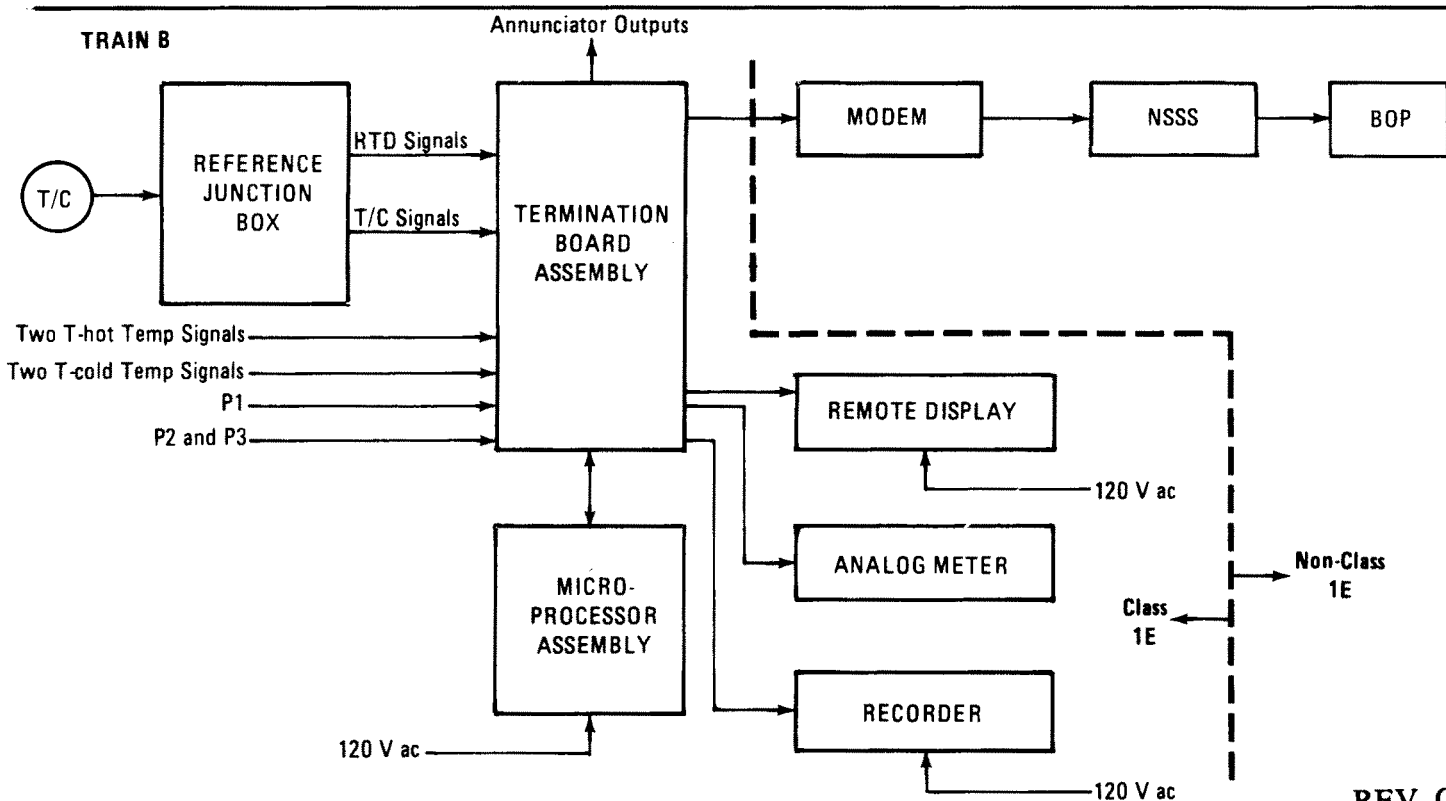 Annunciator Outputs
TRAIN B
MODEM
NSSS
BOP
RTD Signals
REFERENCE
JUNCTION
BOX
T/C
T/C Signals
TERMINATION
BOARD
ASSEMBLY
Two T-hot Temp Signals
Two T-cold Temp Signals
P1
P2 and P3
REMOTE DISPLAY
120 V ac
MICRO-
PROCESSOR
ASSEMBLY
ANALOG METER
Non-Class
1E
Class
1E
RECORDER
120 V ac
120 V ac